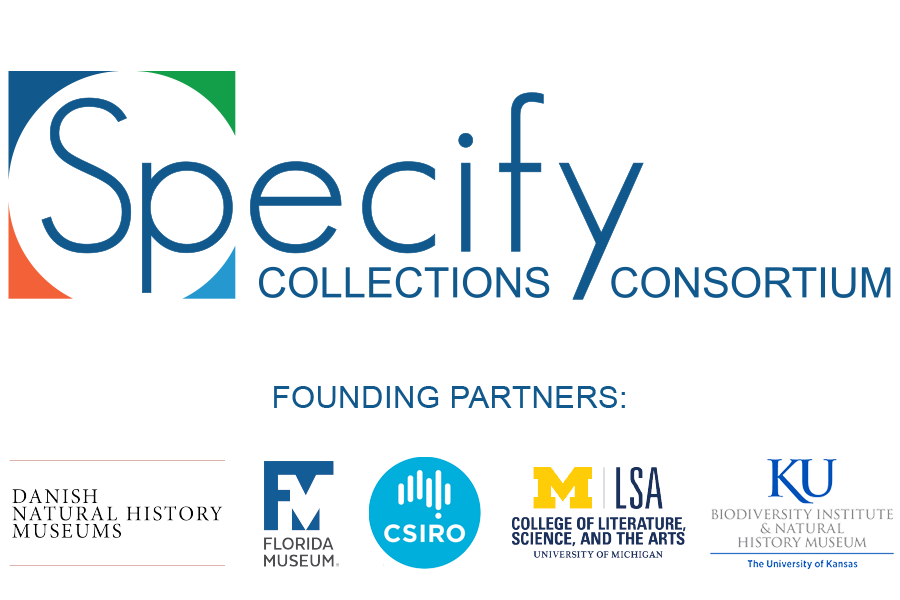 Specify
COLLECTIONS CONSORTIUM
FOUNDING PARTNERS:
DANISH
NATURAL HISTORY
MUSEUMS
FM
FLORIDA
MUSEUM®
CSIRO
M LSA
COLLEGE OF LITERATURE,
SCIENCE, AND THE ARTS
UNIVERSITY OF MICHIGAN
KU
BIODIVERSITY INSTITUTE
& NATURAL
HISTORY MUSEUM
The University of Kansas